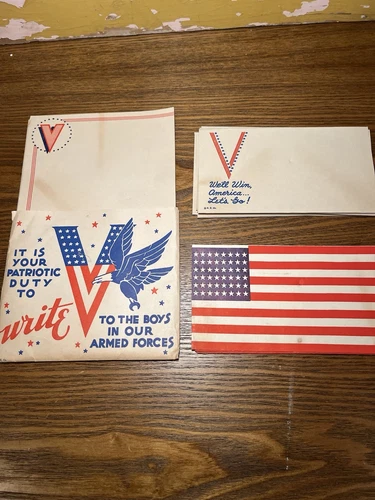 V
V
We'll Win,
America...
Let's Go!
IT IS
YOUR
PATRIOTIC
DUTY
TO
write
V
TO THE BOYS
IN OUR
ARMED FORCES